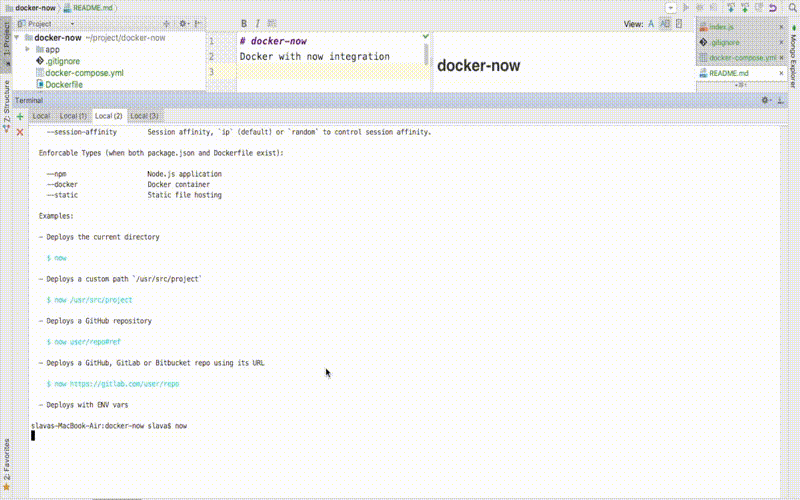 docker-now README.md
Project
View:
docker-now ~/project/docker-now
app
.gitignore
docker-compose.yml
Dockerfile
1 # docker-now
2 Docker with now integration
3
docker-now
index.js
.gitignore
docker-compose.yml
README.md
1: Project
Z: Structure
2: Favorites
Mongo Explorer
Terminal
Local Local (1) Local (2) Local (3)
--session-affinity Session affinity, `ip` (default) or `random` to control session affinity.
Enforcable Types (when both package.json and Dockerfile exist):
--npm Node.js application
--docker Docker container
--static Static file hosting
Examples:
– Deploys the current directory
$ now
– Deploys a custom path `/usr/src/project`
$ now /usr/src/project
– Deploys a GitHub repository
$ now user/repo#ref
– Deploys a GitHub, GitLab or Bitbucket repo using its URL
$ now https://gitlab.com/user/repo
– Deploys with ENV vars
slavas-MacBook-Air:docker-now slava$ now